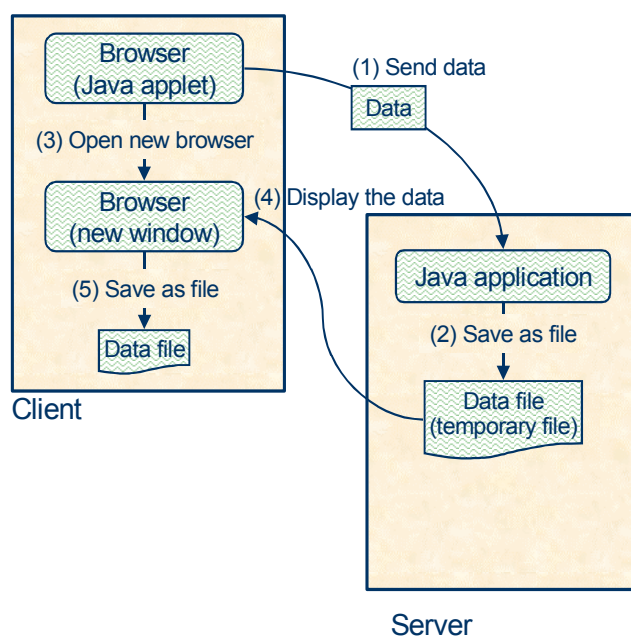 Browser
(Java applet)
(1) Send data
Data
(3) Open new browser
Browser
(new window)
(4) Display the data
(5) Save as file
Data file
Client
Java application
(2) Save as file
Data file
(temporary file)
Server